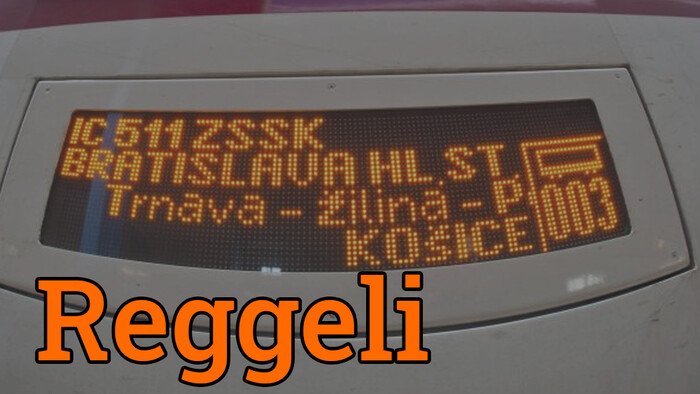 IC 511 ZSSK
BRATISLAVA HL.ST.
Trnava - Žilina - P
KOŠICE
003
Reggeli